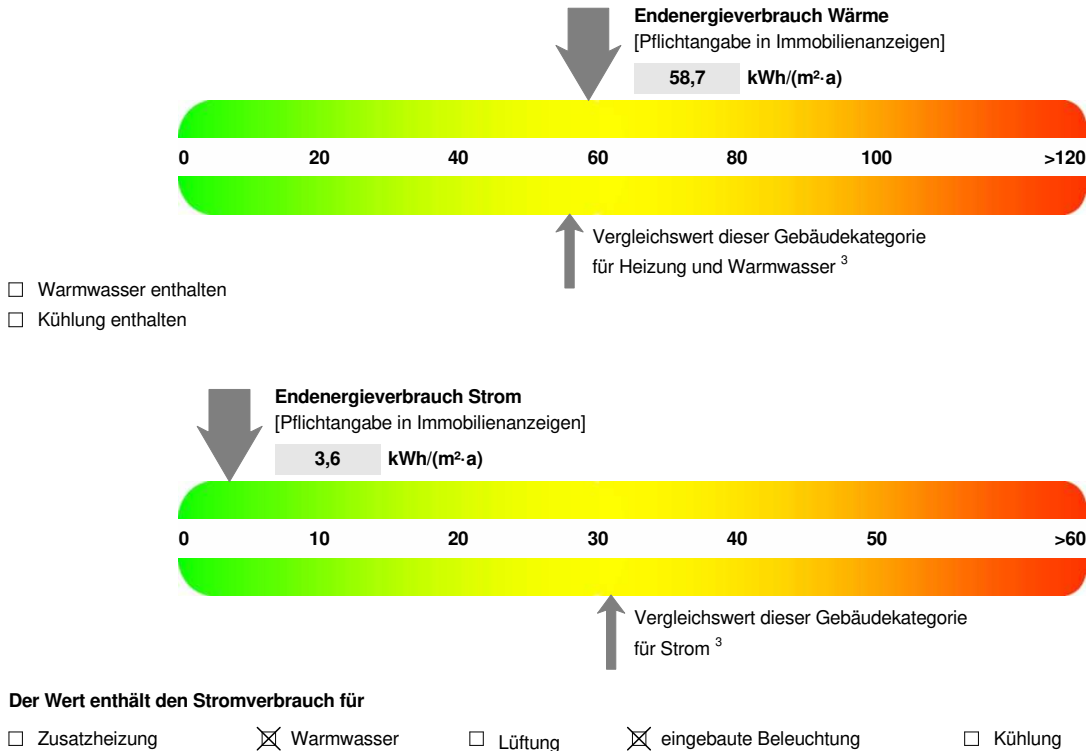 Endenergieverbrauch Wärme
[Pflichtangabe in Immobilienanzeigen]
58,7 kWh/(m²·a)
0 20 40 60 80 100 >120
Vergleichswert dieser Gebäudekategorie
für Heizung und Warmwasser ³
☐ Warmwasser enthalten
☐ Kühlung enthalten
Endenergieverbrauch Strom
[Pflichtangabe in Immobilienanzeigen]
3,6 kWh/(m²·a)
0 10 20 30 40 50 >60
Vergleichswert dieser Gebäudekategorie
für Strom ³
Der Wert enthält den Stromverbrauch für
☐ Zusatzheizung ☒ Warmwasser ☐ Lüftung ☒ eingebaute Beleuchtung ☐ Kühlung